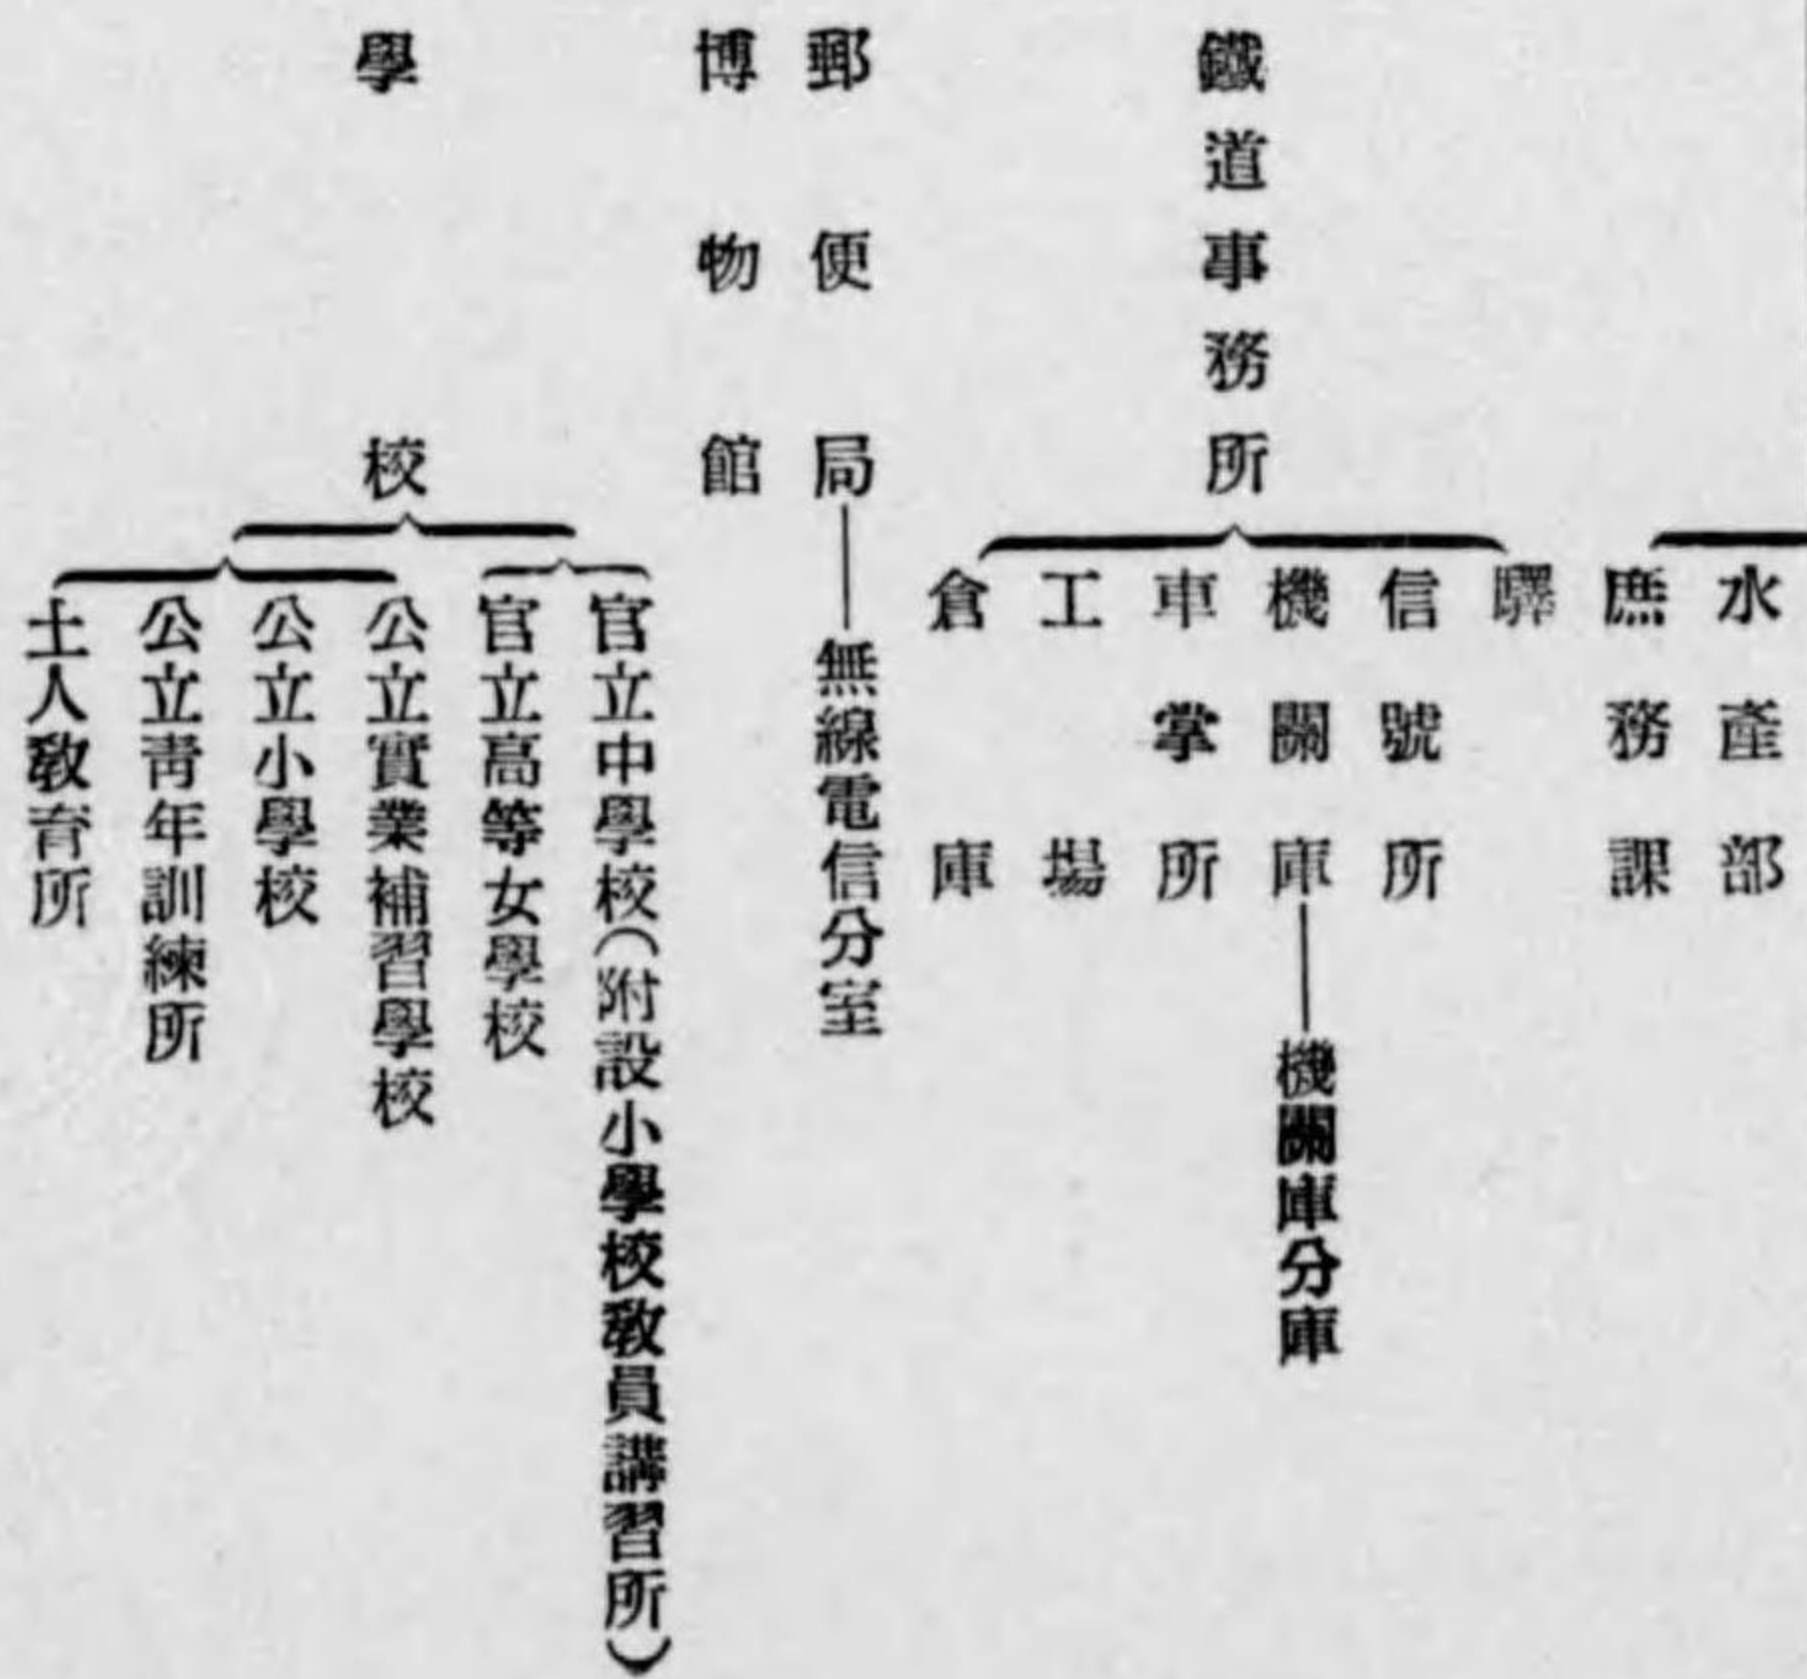 水產部
庶務課
鐵道事務所
驛
信號所
機關庫——機關庫分庫
車掌所
工場
倉庫
郵便局——無線電信分室
博物館
學校
官立中學校（附設小學校敎員講習所）
官立高等女學校
公立實業補習學校
公立小學校
公立靑年訓練所
土人敎育所